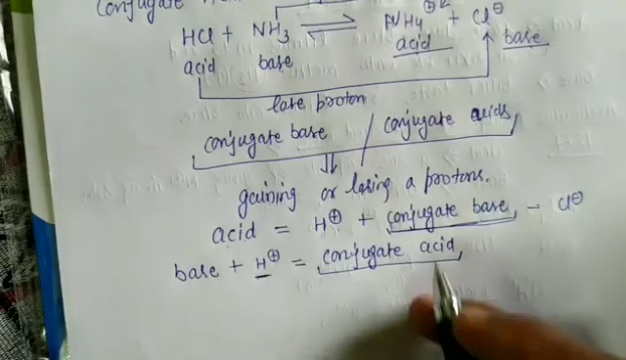 Conjugate
HCl + NH3 ⇌ NH4⊕ + Cl⊖
acid base acid base
lose proton
conjugate base / conjugate acids
⇓
gaining or losing a protons.
acid = H⊕ + conjugate base – Cl⊖
base + H⊕ = conjugate acid